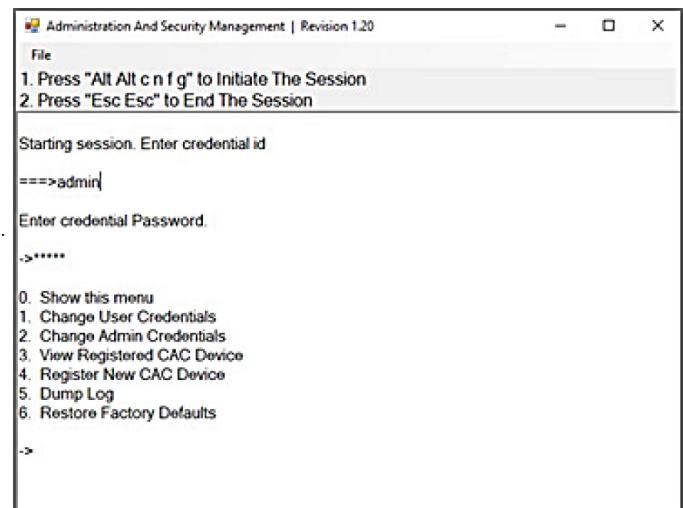 Administration And Security Management | Revision 1.20
File
1. Press "Alt Alt c n f g" to Initiate The Session
2. Press "Esc Esc" to End The Session
Starting session. Enter credential id
===>admin
Enter credential Password.
->*****
0. Show this menu
1. Change User Credentials
2. Change Admin Credentials
3. View Registered CAC Device
4. Register New CAC Device
5. Dump Log
6. Restore Factory Defaults
->